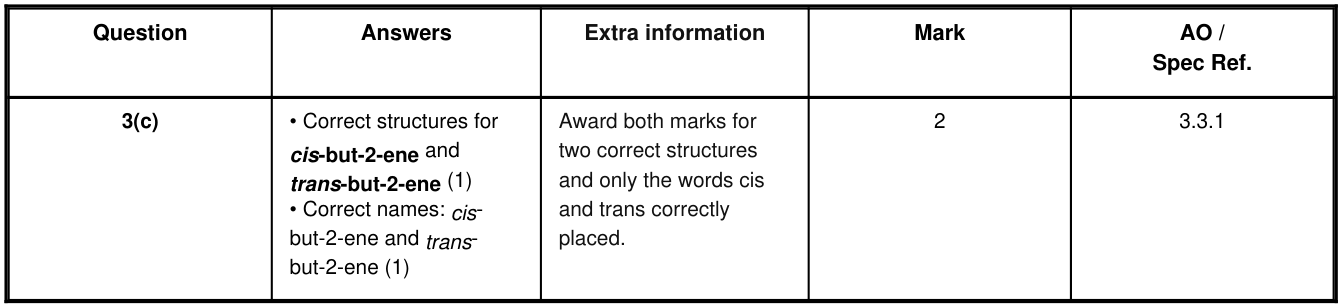 Question
Answers
Extra information
Mark
AO /
Spec Ref.
3(c)
• Correct structures for
cis-but-2-ene and
trans-but-2-ene (1)
• Correct names: cis-
but-2-ene and trans-
but-2-ene (1)
Award both marks for
two correct structures
and only the words cis
and trans correctly
placed.
2
3.3.1